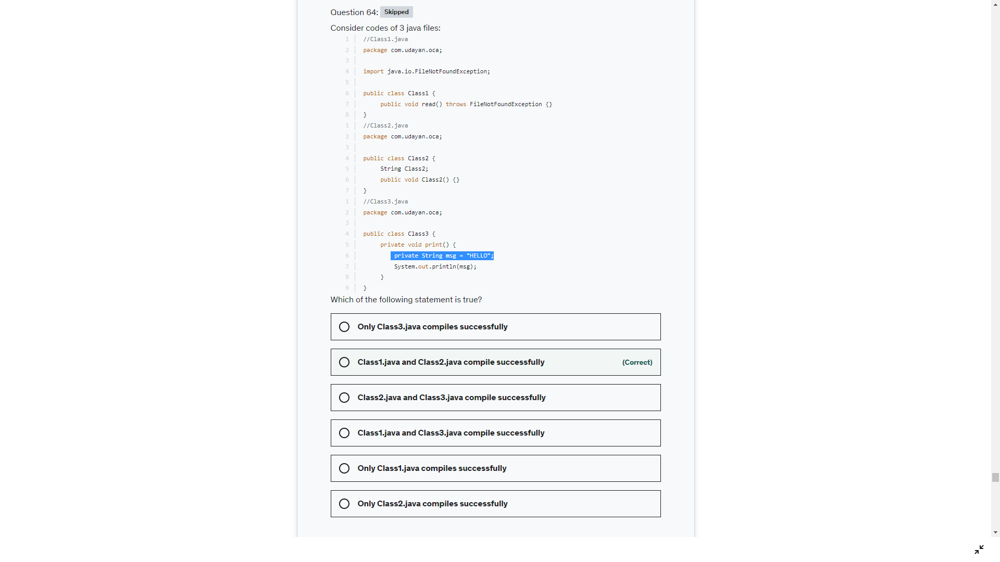 Question 64: Skipped
Consider codes of 3 java files:
1 //Class1.java
2 package com.udayan.oca;
3
4 import java.io.FileNotFoundException;
5
6 public class Class1 {
7 public void read() throws FileNotFoundException {}
8 }
1 //Class2.java
2 package com.udayan.oca;
3
4 public class Class2 {
5 String Class2;
6 public void Class2() {}
7 }
1 //Class3.java
2 package com.udayan.oca;
3
4 public class Class3 {
5 private void print() {
6 private String msg = "HELLO";
7 System.out.println(msg);
8 }
9 }
Which of the following statement is true?
Only Class3.java compiles successfully
Class1.java and Class2.java compile successfully (Correct)
Class2.java and Class3.java compile successfully
Class1.java and Class3.java compile successfully
Only Class1.java compiles successfully
Only Class2.java compiles successfully